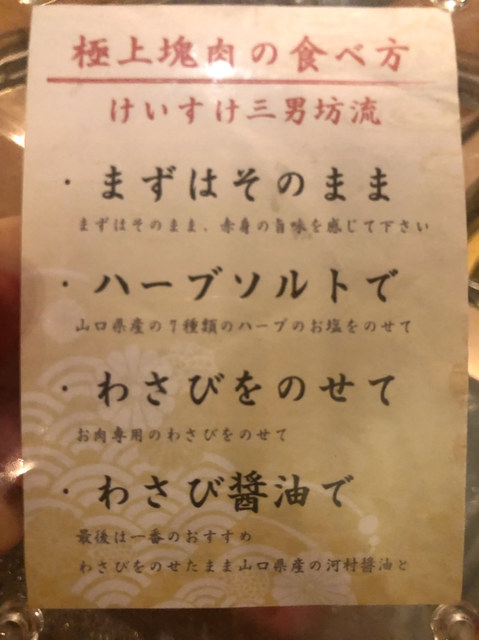 極上塊肉の食べ方
けいすけ三男坊流
・まずはそのまま
まずはそのまま、赤身の旨味を感じて下さい
・ハーブソルトで
山口県産の7種類のハーブのお塩をのせて
・わさびをのせて
お肉専用のわさびをのせて
・わさび醤油で
最後は一番のおすすめ
わさびをのせたまま山口県産の河村醤油と